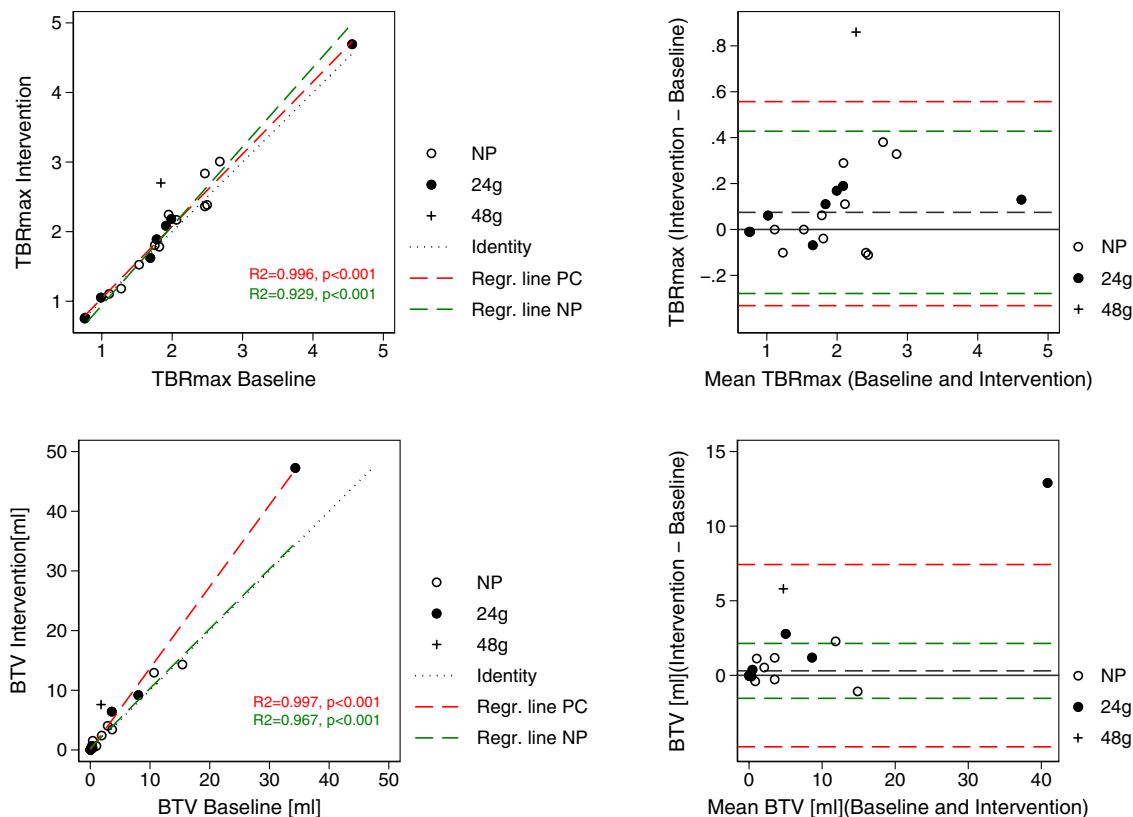 5
4
3
2
1
TBRmax Intervention
1 2 3 4 5
TBRmax Baseline
R2=0.996, p<0.001
R2=0.929, p<0.001
NP
24g
48g
Identity
Regr. line PC
Regr. line NP
.8
.6
.4
.2
0
-.2
TBRmax (Intervention – Baseline)
1 2 3 4 5
Mean TBRmax (Baseline and Intervention)
NP
24g
48g
50
40
30
20
10
0
BTV Intervention[ml]
0 10 20 30 40 50
BTV Baseline [ml]
R2=0.997, p<0.001
R2=0.967, p<0.001
NP
24g
48g
Identity
Regr. line PC
Regr. line NP
15
10
5
0
-5
BTV [ml](Intervention – Baseline)
0 10 20 30 40
Mean BTV [ml](Baseline and Intervention)
NP
24g
48g